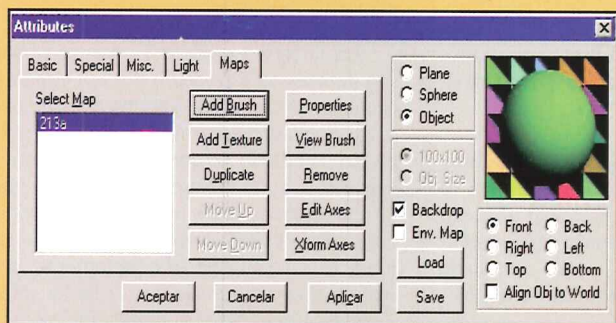 Attributes
Basic Special Misc. Light Maps
Select Map
213a
Add Brush
Add Texture
Duplicate
Move Up
Move Down
Properties
View Brush
Remove
Edit Axes
Xform Axes
Plane
Sphere
Object
100x100
Obj Size
Backdrop
Env. Map
Load
Save
Front Back
Right Left
Top Bottom
Align Obj to World
Aceptar Cancelar Aplicar